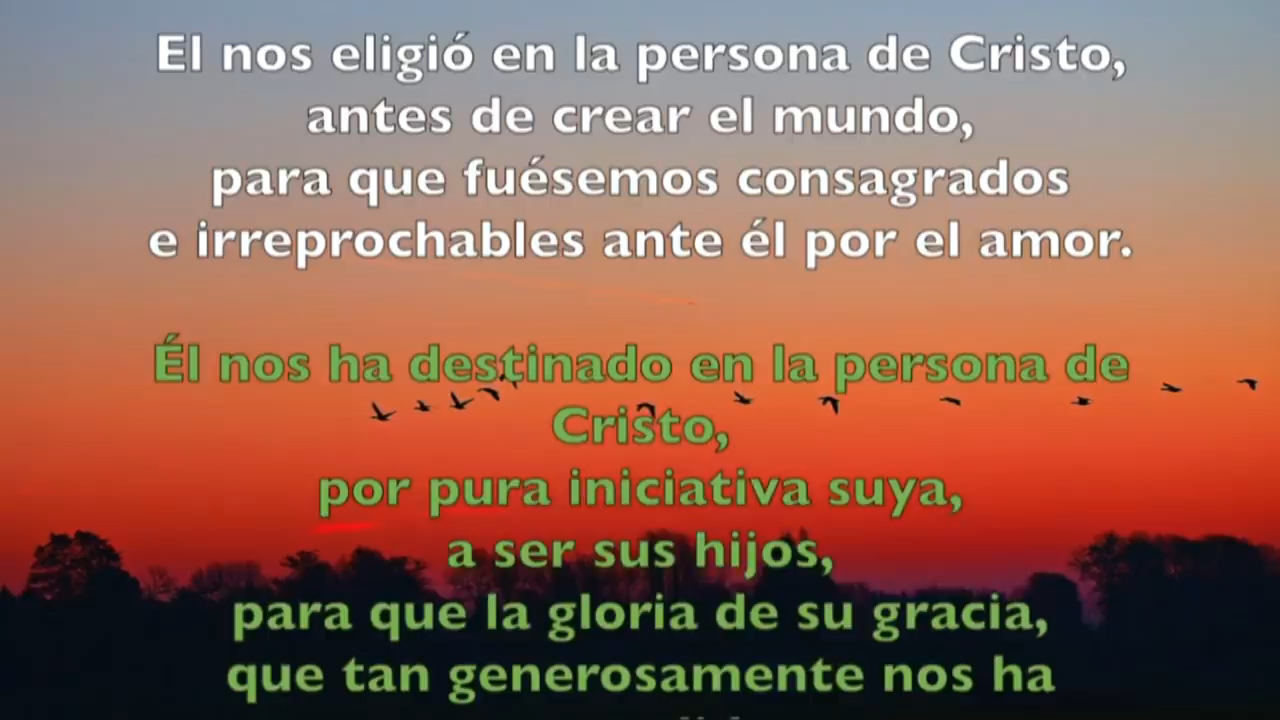 El nos eligió en la persona de Cristo,
antes de crear el mundo,
para que fuésemos consagrados
e irreprochables ante él por el amor.
Él nos ha destinado en la persona de
Cristo,
por pura iniciativa suya,
a ser sus hijos,
para que la gloria de su gracia,
que tan generosamente nos ha